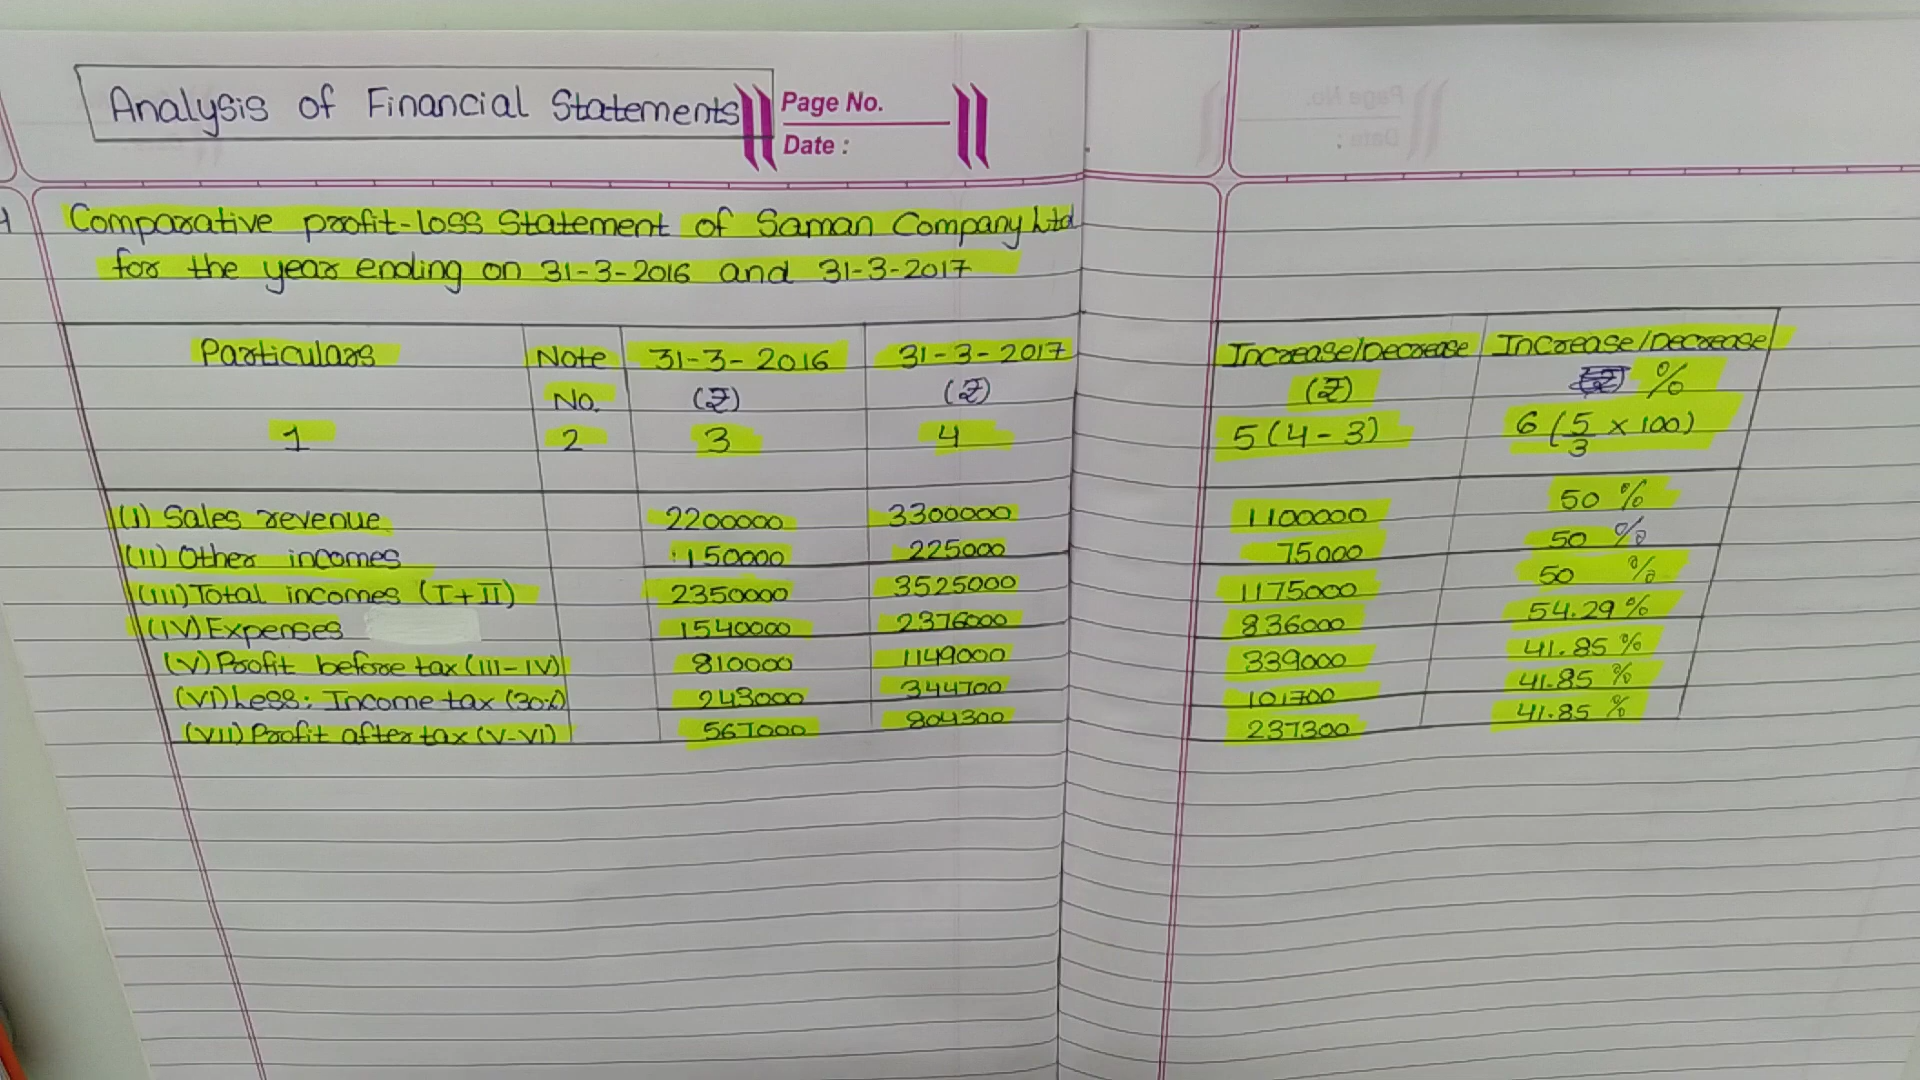 Analysis of Financial Statements
Page No.
Date :
Comparative profit-loss Statement of Saman Company Ltd
for the year ending on 31-3-2016 and 31-3-2017
Particulars Note 31-3-2016 31-3-2017 Increase/Decrease Increase/Decrease
No. (₹) (₹) (₹) %
1 2 3 4 5 (4-3) 6 (5/3 x 100)
(I) Sales revenue 2200000 3300000 1100000 50 %
(II) Other incomes 150000 225000 75000 50 %
(III) Total incomes (I+II) 2350000 3525000 1175000 50 %
(IV) Expenses 1540000 2376000 836000 54.29 %
(V) Profit before tax (III-IV) 810000 1149000 339000 41.85 %
(VI) Less: Income tax (30%) 243000 344700 101700 41.85 %
(VII) Profit after tax (V-VI) 567000 804300 237300 41.85 %